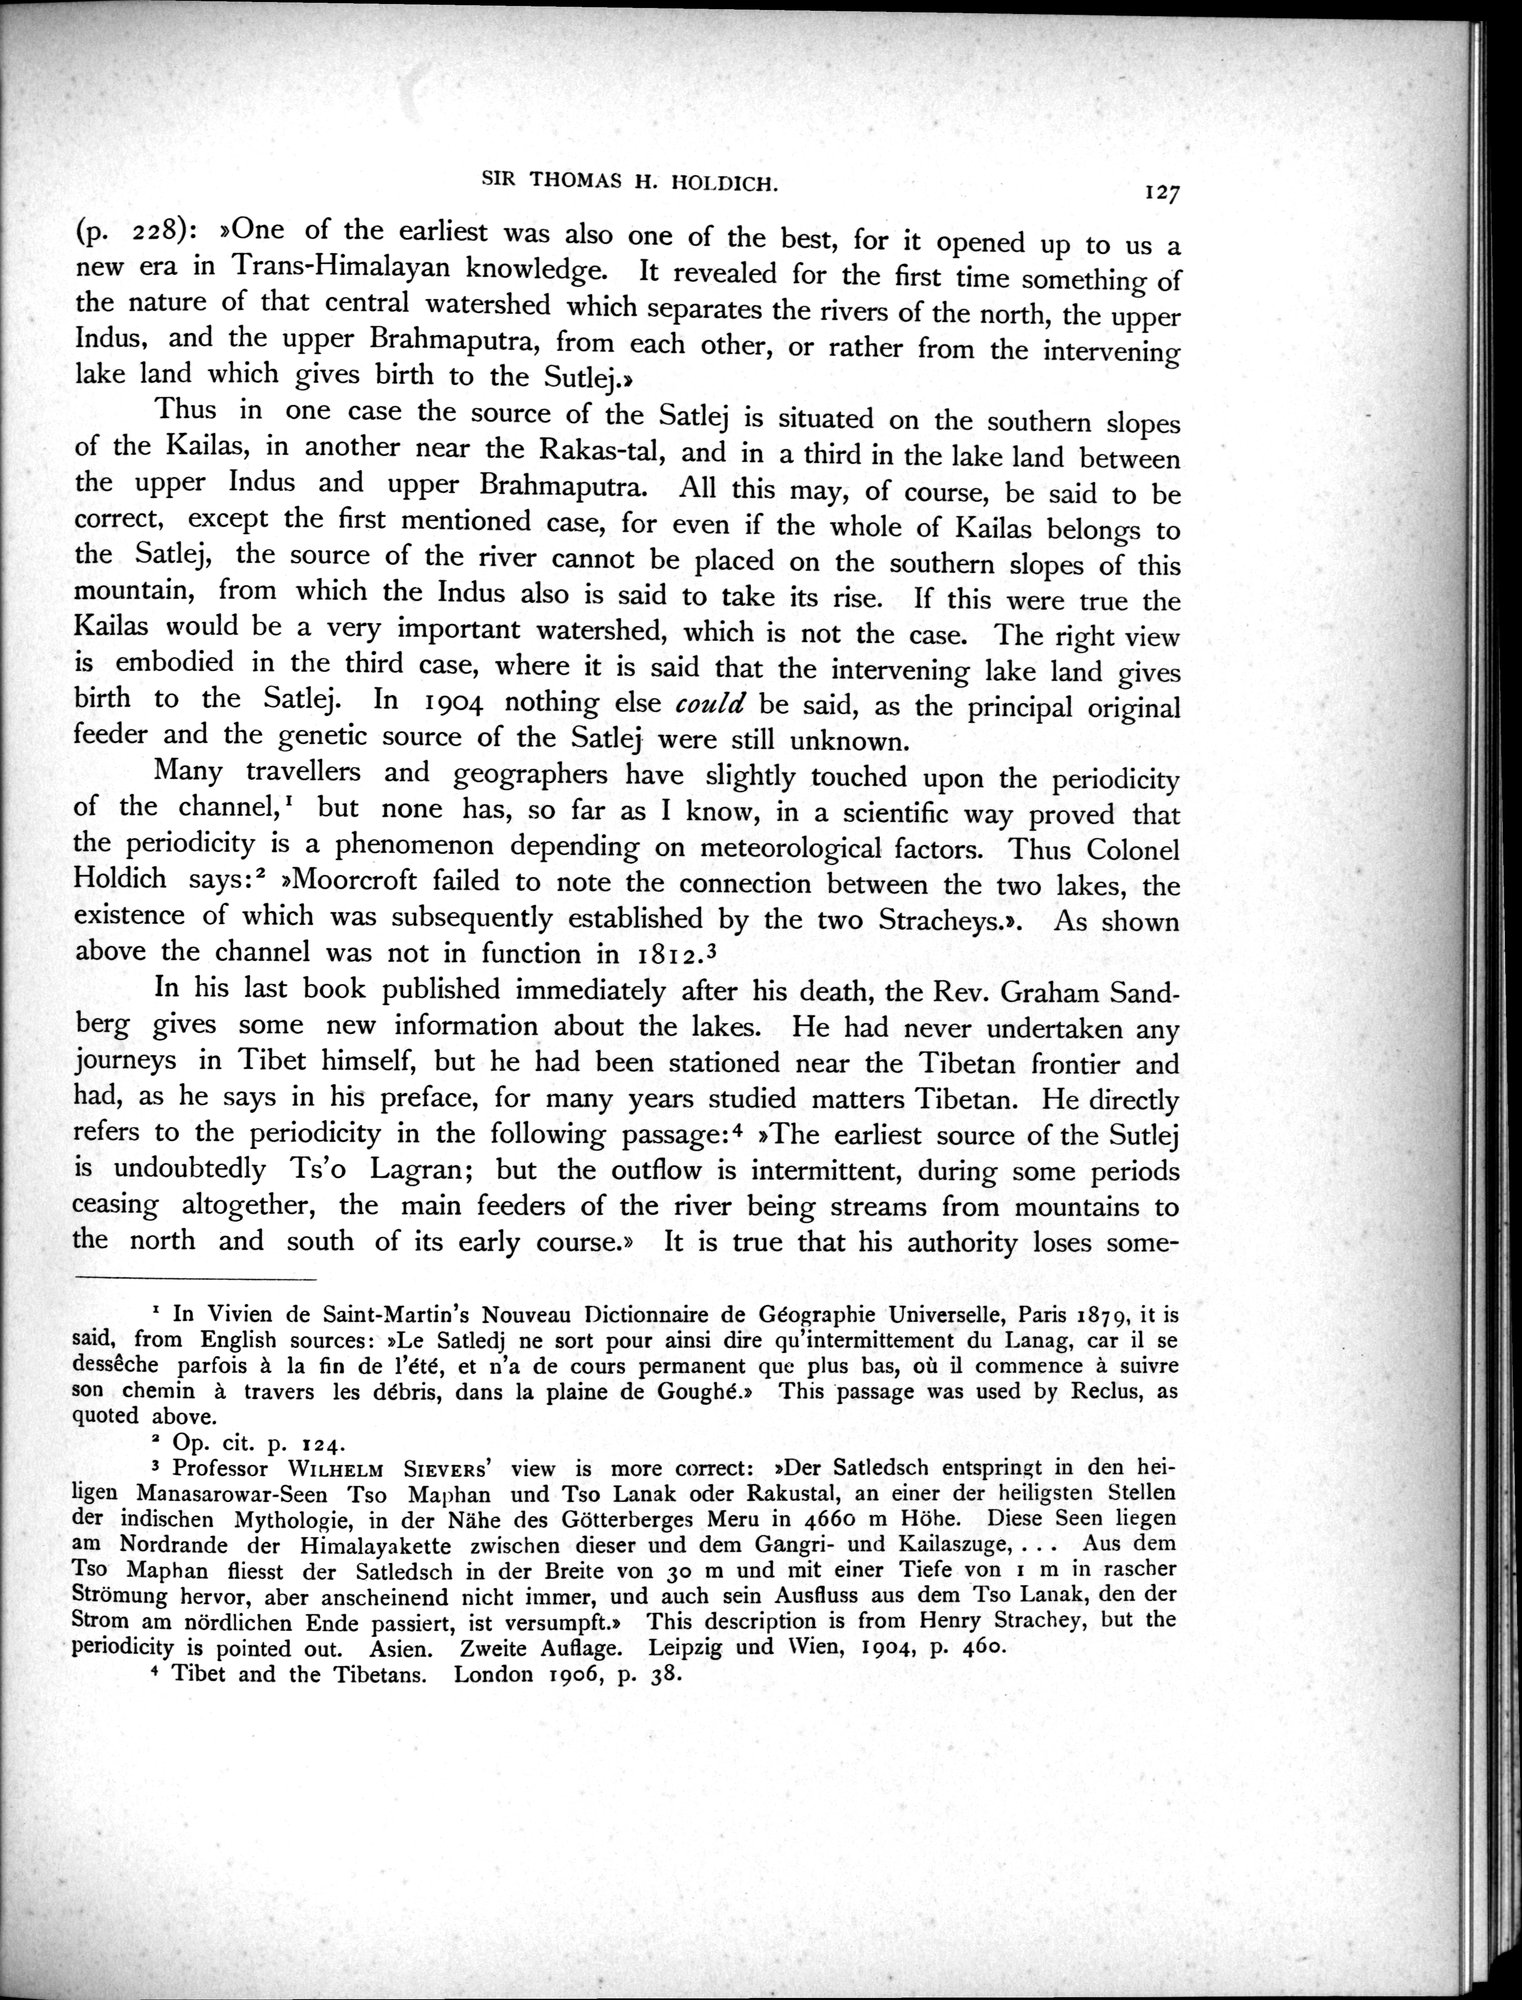 SIR THOMAS H. HOLDICH.
127
(p. 228): »One of the earliest was also one of the best, for it opened up to us a
new era in Trans-Himalayan knowledge. It revealed for the first time something of
the nature of that central watershed which separates the rivers of the north, the upper
Indus, and the upper Brahmaputra, from each other, or rather from the intervening
lake land which gives birth to the Sutlej.»
Thus in one case the source of the Satlej is situated on the southern slopes
of the Kailas, in another near the Rakas-tal, and in a third in the lake land between
the upper Indus and upper Brahmaputra. All this may, of course, be said to be
correct, except the first mentioned case, for even if the whole of Kailas belongs to
the Satlej, the source of the river cannot be placed on the southern slopes of this
mountain, from which the Indus also is said to take its rise. If this were true the
Kailas would be a very important watershed, which is not the case. The right view
is embodied in the third case, where it is said that the intervening lake land gives
birth to the Satlej. In 1904 nothing else could be said, as the principal original
feeder and the genetic source of the Satlej were still unknown.
Many travellers and geographers have slightly touched upon the periodicity
of the channel,¹ but none has, so far as I know, in a scientific way proved that
the periodicity is a phenomenon depending on meteorological factors. Thus Colonel
Holdich says:² »Moorcroft failed to note the connection between the two lakes, the
existence of which was subsequently established by the two Stracheys.». As shown
above the channel was not in function in 1812.³
In his last book published immediately after his death, the Rev. Graham Sand-
berg gives some new information about the lakes. He had never undertaken any
journeys in Tibet himself, but he had been stationed near the Tibetan frontier and
had, as he says in his preface, for many years studied matters Tibetan. He directly
refers to the periodicity in the following passage:⁴ »The earliest source of the Sutlej
is undoubtedly Ts'o Lagran; but the outflow is intermittent, during some periods
ceasing altogether, the main feeders of the river being streams from mountains to
the north and south of its early course.» It is true that his authority loses some-
¹ In Vivien de Saint-Martin's Nouveau Dictionnaire de Géographie Universelle, Paris 1879, it is
said, from English sources: »Le Satledj ne sort pour ainsi dire qu'intermittement du Lanag, car il se
dessêche parfois à la fin de l'été, et n'a de cours permanent que plus bas, où il commence à suivre
son chemin à travers les débris, dans la plaine de Goughé.» This passage was used by Reclus, as
quoted above.
² Op. cit. p. 124.
³ Professor WILHELM SIEVERS' view is more correct: »Der Satledsch entspringt in den hei-
ligen Manasarowar-Seen Tso Maphan und Tso Lanak oder Rakustal, an einer der heiligsten Stellen
der indischen Mythologie, in der Nähe des Götterberges Meru in 4660 m Höhe. Diese Seen liegen
am Nordrande der Himalayakette zwischen dieser und dem Gangri- und Kailaszuge, ... Aus dem
Tso Maphan fliesst der Satledsch in der Breite von 30 m und mit einer Tiefe von 1 m in rascher
Strömung hervor, aber anscheinend nicht immer, und auch sein Ausfluss aus dem Tso Lanak, den der
Strom am nördlichen Ende passiert, ist versumpft.» This description is from Henry Strachey, but the
periodicity is pointed out. Asien. Zweite Auflage. Leipzig und Wien, 1904, p. 460.
⁴ Tibet and the Tibetans. London 1906, p. 38.